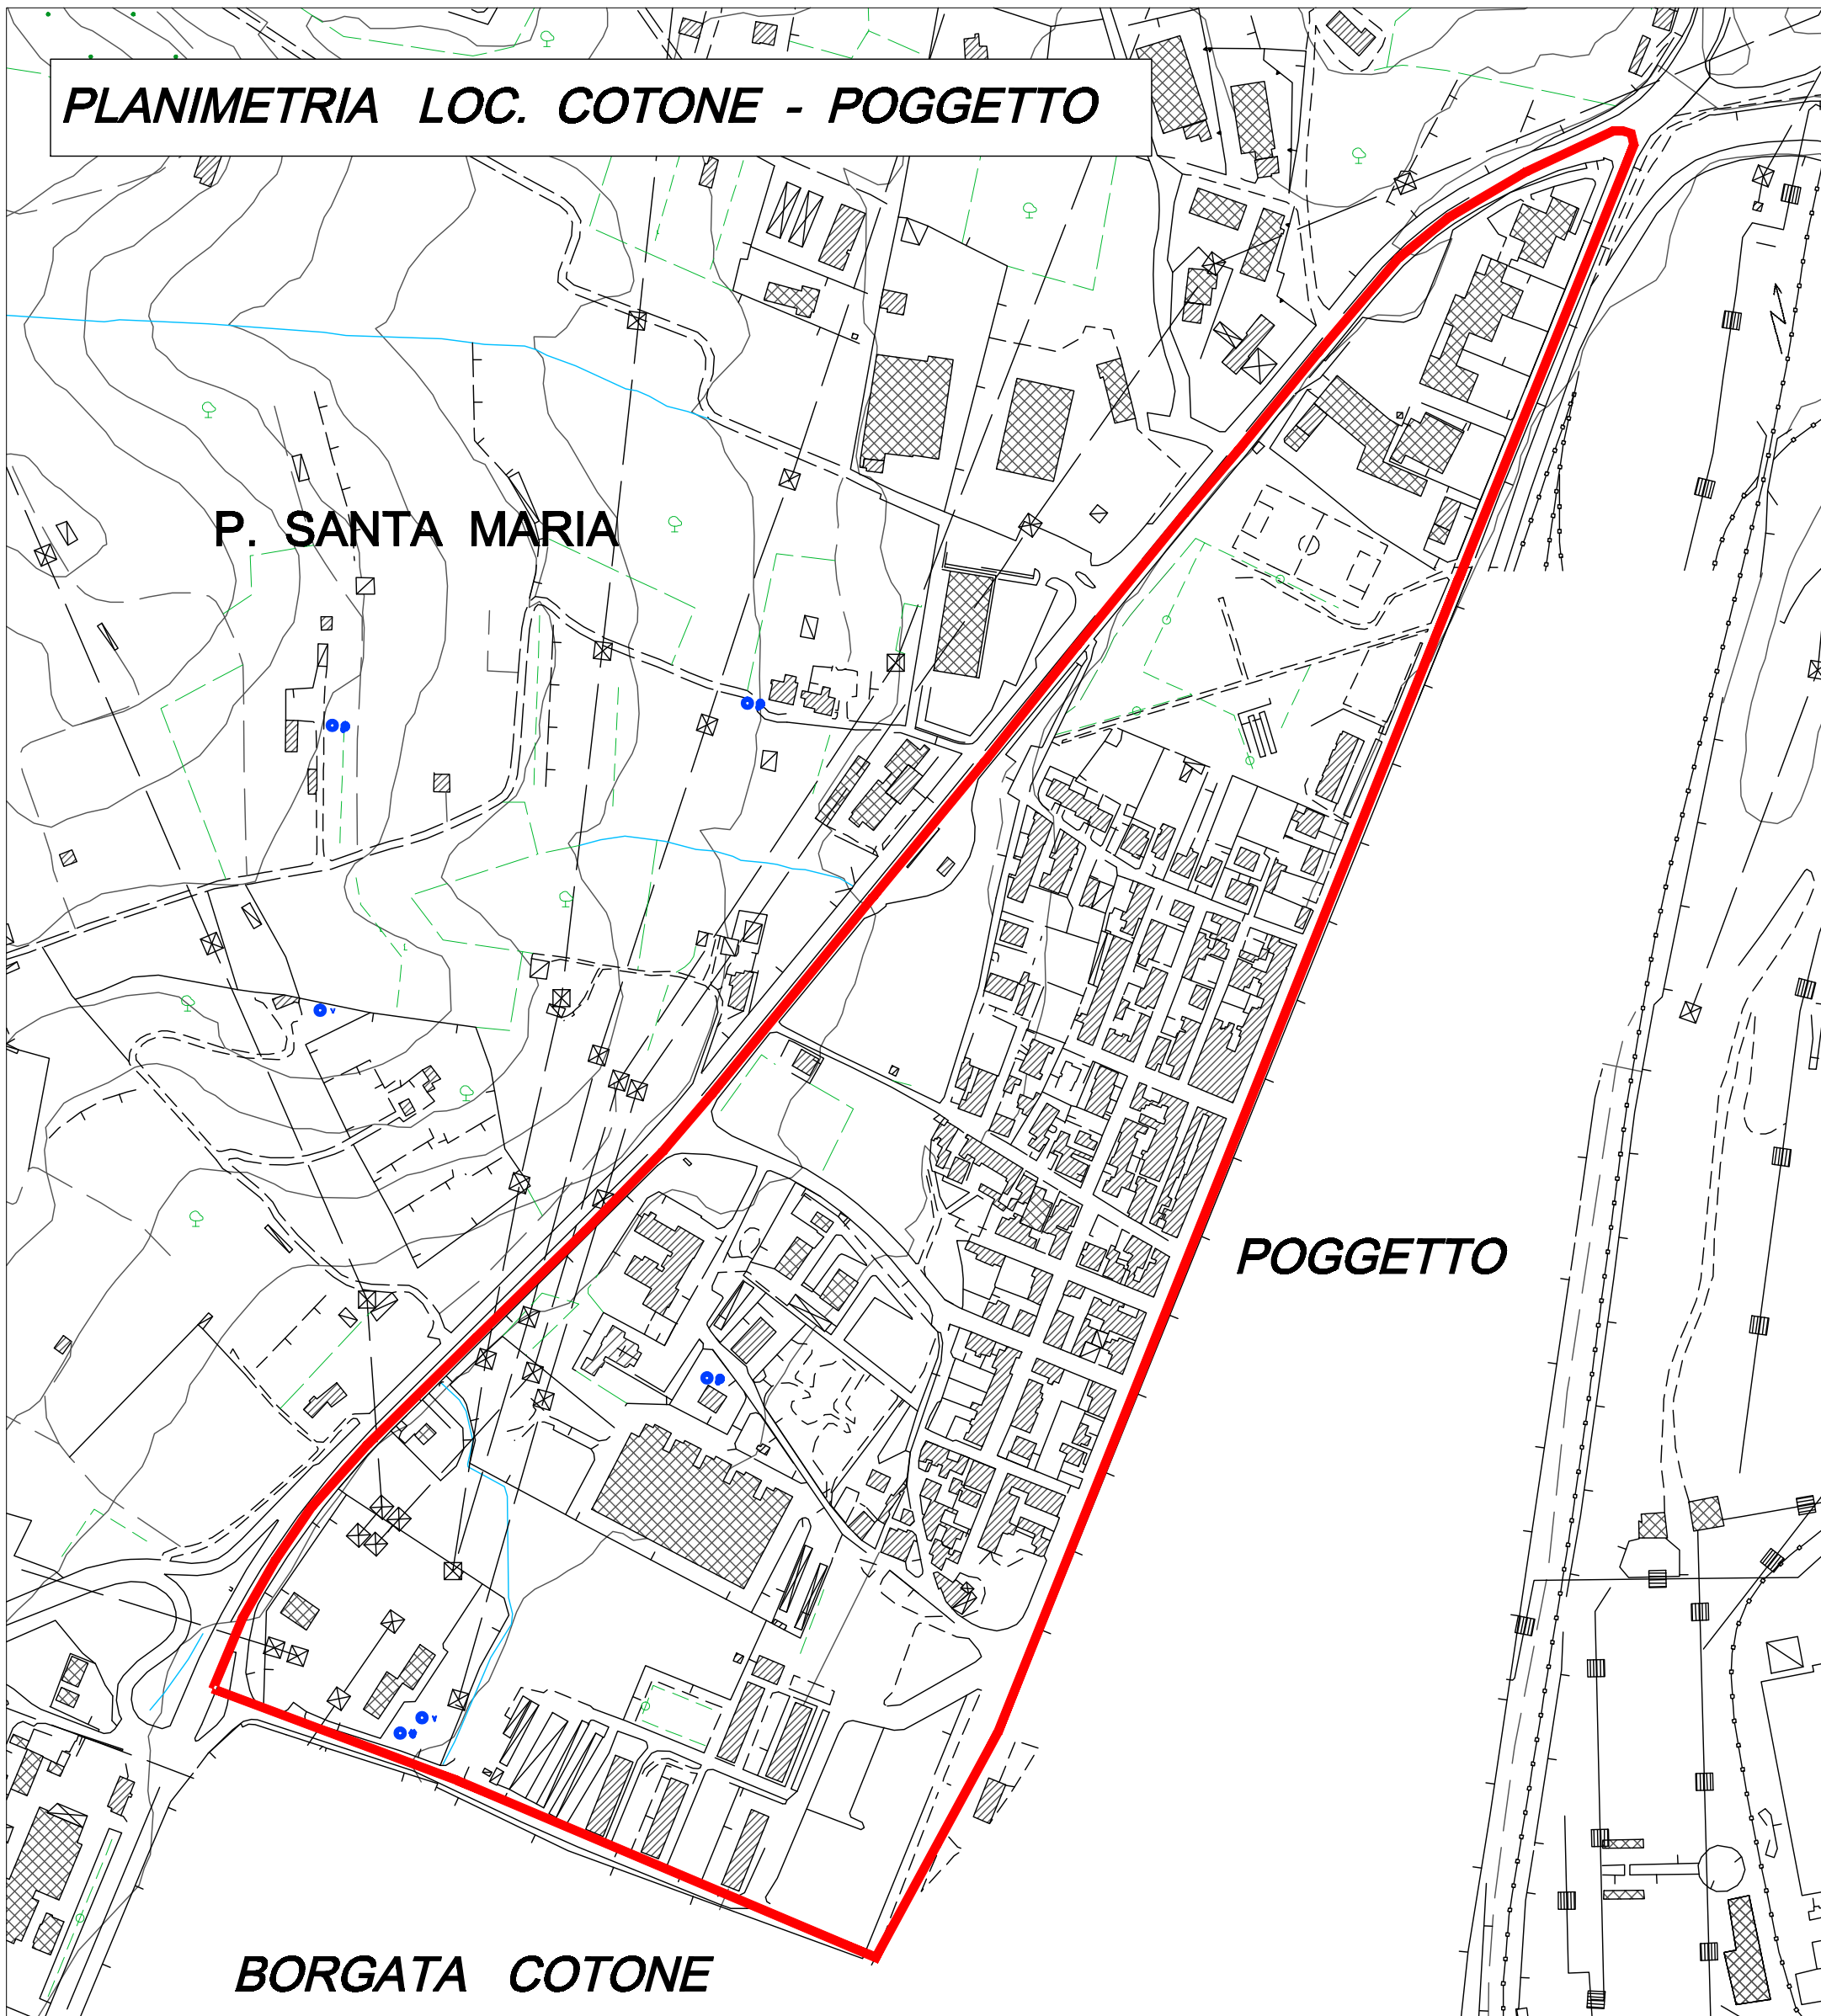 PLANIMETRIA LOC. COTONE - POGGETTO
P. SANTA MARIA
POGGETTO
BORGATA COTONE